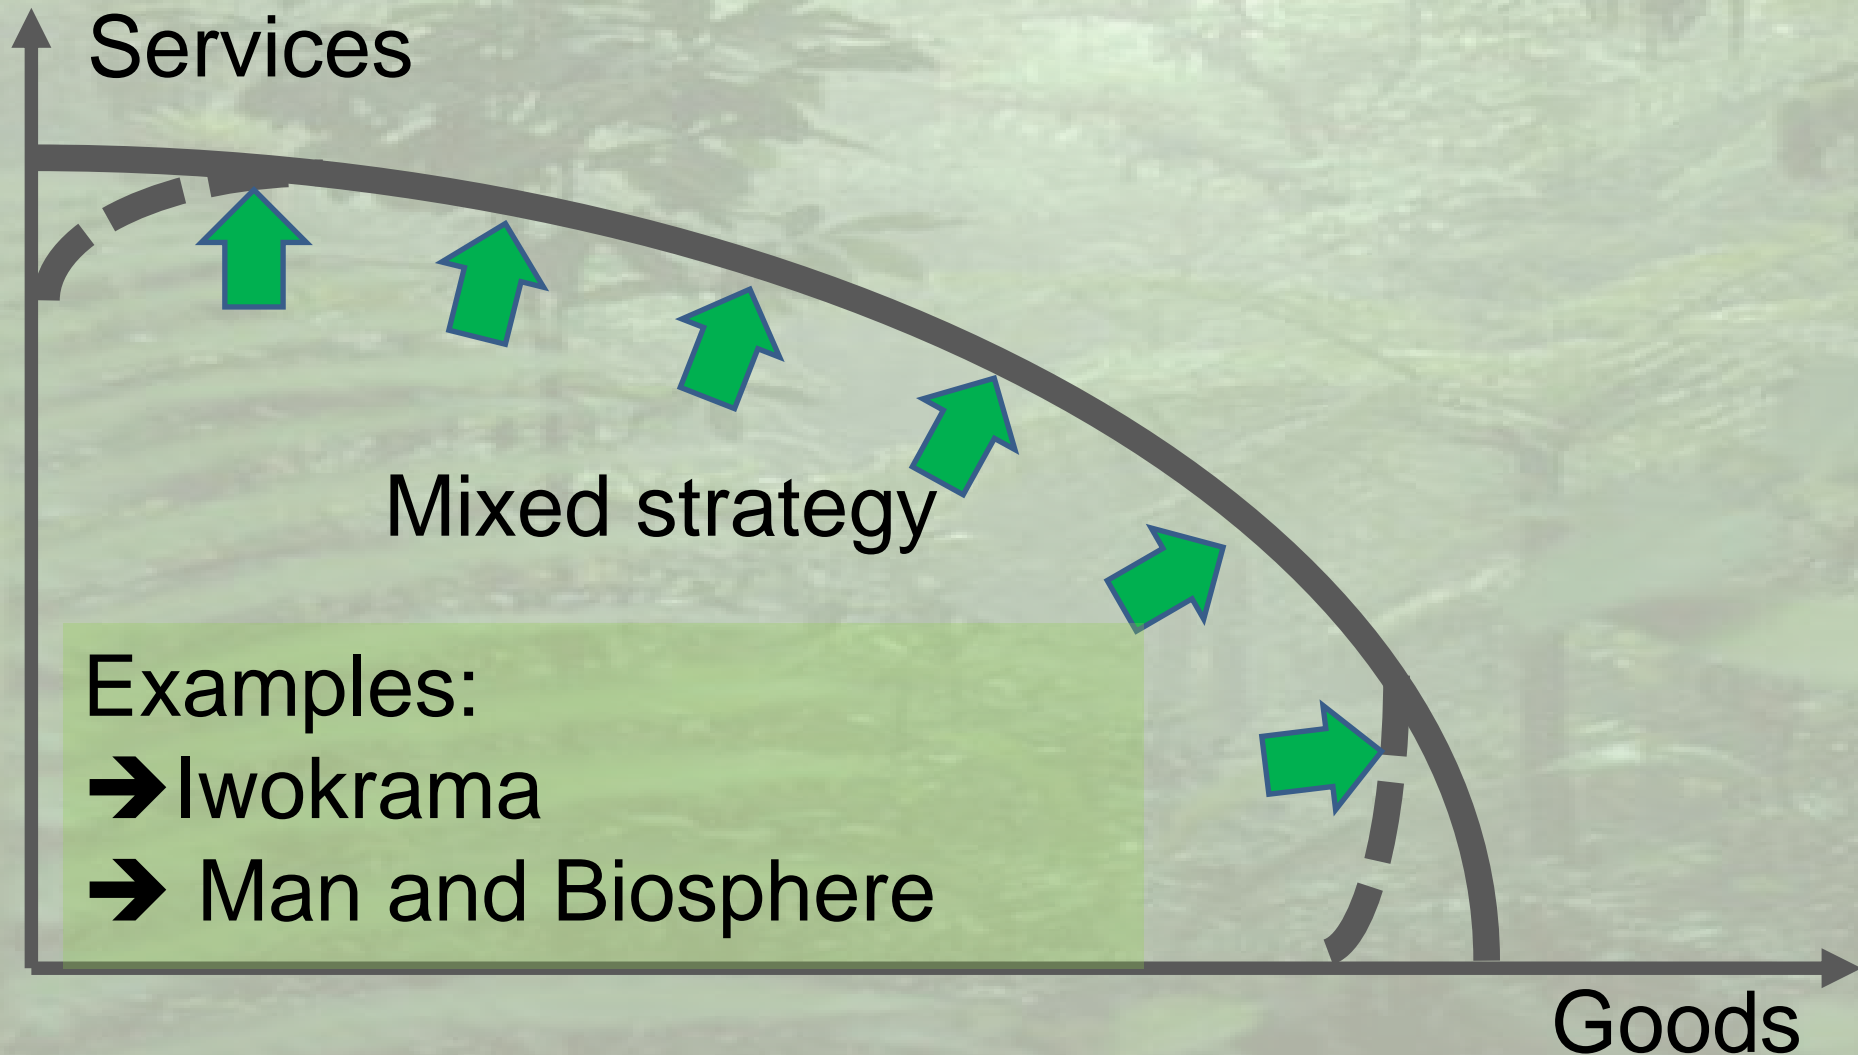 Services
Mixed strategy
Examples:
➔Iwokrama
➔ Man and Biosphere
Goods